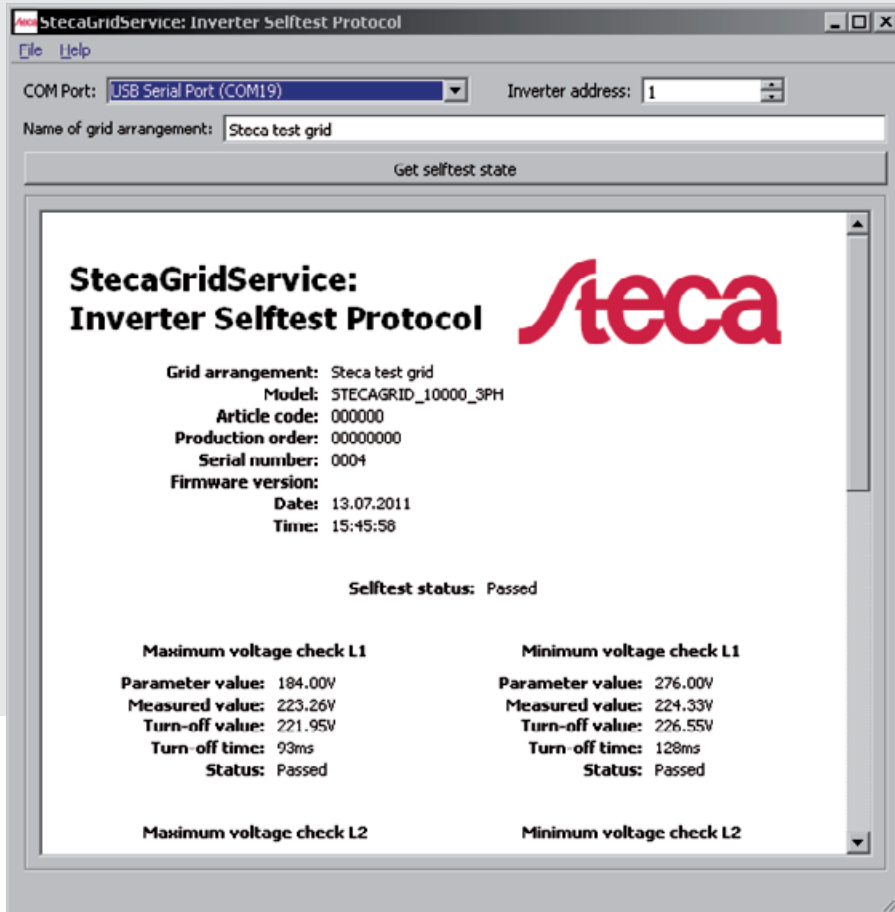 StecaGridService: Inverter Selftest Protocol
File Help
COM Port: USB Serial Port (COM19) Inverter address: 1
Name of grid arrangement: Steca test grid
Get selftest state
StecaGridService:
Inverter Selftest Protocol
Steca
Grid arrangement: Steca test grid
Model: STECAGRID_10000_3PH
Article code: 000000
Production order: 00000000
Serial number: 0004
Firmware version:
Date: 13.07.2011
Time: 15:45:58
Selftest status: Passed
Maximum voltage check L1 Minimum voltage check L1
Parameter value: 184.00V Parameter value: 276.00V
Measured value: 223.26V Measured value: 224.33V
Turn-off value: 221.95V Turn-off value: 226.55V
Turn-off time: 93ms Turn-off time: 128ms
Status: Passed Status: Passed
Maximum voltage check L2 Minimum voltage check L2